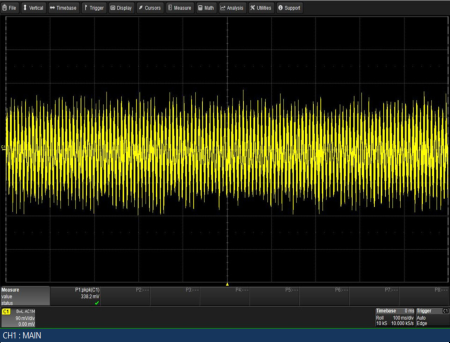 File Vertical Timebase Trigger Display Cursors Measure Math Analysis Utilities Support
C1
Measure P1:pkpk(C1) P2:--- P3:--- P4:--- P5:--- P6:--- P7:--- P8:---
value 338.2 mV
status
C1
50 mV/div
0.00 mV
Timebase 0 ms Trigger
Roll 100 ms/div Auto
10 kS 10.000 kS/s Edge
CH1 : MAIN